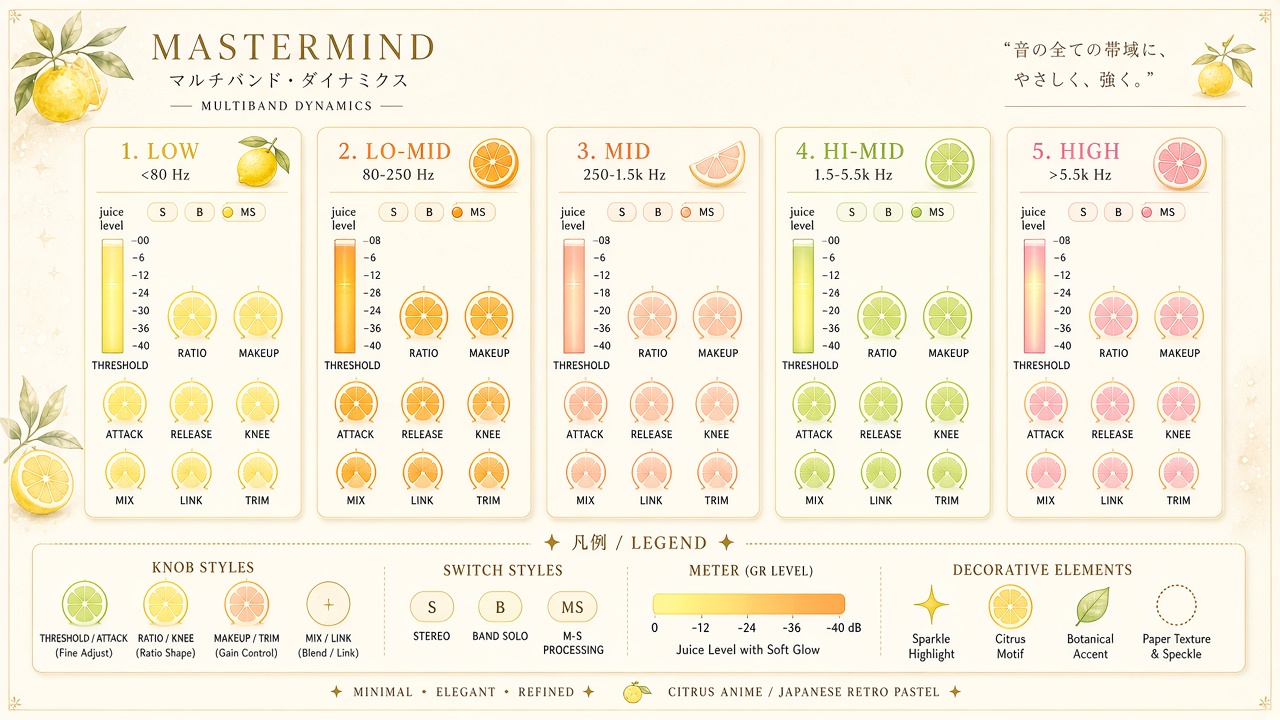 MASTERMIND
マルチバンド・ダイナミクス
MULTIBAND DYNAMICS
“音の全ての帯域に、
やさしく、強く。”
1. LOW
<80 Hz
juice
level
S
B
MS
-00
-6
-12
-24
-30
-36
-40
THRESHOLD
RATIO
MAKEUP
ATTACK
RELEASE
KNEE
MIX
LINK
TRIM
2. LO-MID
80-250 Hz
juice
level
S
B
MS
-08
-6
-12
-28
-24
-36
-40
THRESHOLD
RATIO
MAKEUP
ATTACK
RELEASE
KNEE
MIX
LINK
TRIM
3. MID
250-1.5k Hz
juice
level
S
B
MS
-08
-6
-12
-28
-20
-36
-40
THRESHOLD
RATIO
MAKEUP
ATTACK
RELEASE
KNEE
MIX
LINK
TRIM
4. HI-MID
1.5-5.5k Hz
juice
level
S
B
MS
-00
-6
-12
-24
-20
-36
-40
THRESHOLD
RATIO
MAKEUP
ATTACK
RELEASE
KNEE
MIX
LINK
TRIM
5. HIGH
>5.5k Hz
juice
level
S
B
MS
-08
-6
-12
-28
-20
-36
-40
THRESHOLD
RATIO
MAKEUP
ATTACK
RELEASE
KNEE
MIX
LINK
TRIM
凡例 / LEGEND
KNOB STYLES
THRESHOLD / ATTACK
(Fine Adjust)
RATIO / KNEE
(Ratio Shape)
MAKEUP / TRIM
(Gain Control)
MIX / LINK
(Blend / Link)
SWITCH STYLES
S
B
MS
STEREO
BAND SOLO
M-S
PROCESSING
METER (GR LEVEL)
0 -12 -24 -36 -40 dB
Juice Level with Soft Glow
DECORATIVE ELEMENTS
Sparkle
Highlight
Citrus
Motif
Botanical
Accent
Paper Texture
& Speckle
MINIMAL • ELEGANT • REFINED
CITRUS ANIME / JAPANESE RETRO PASTEL